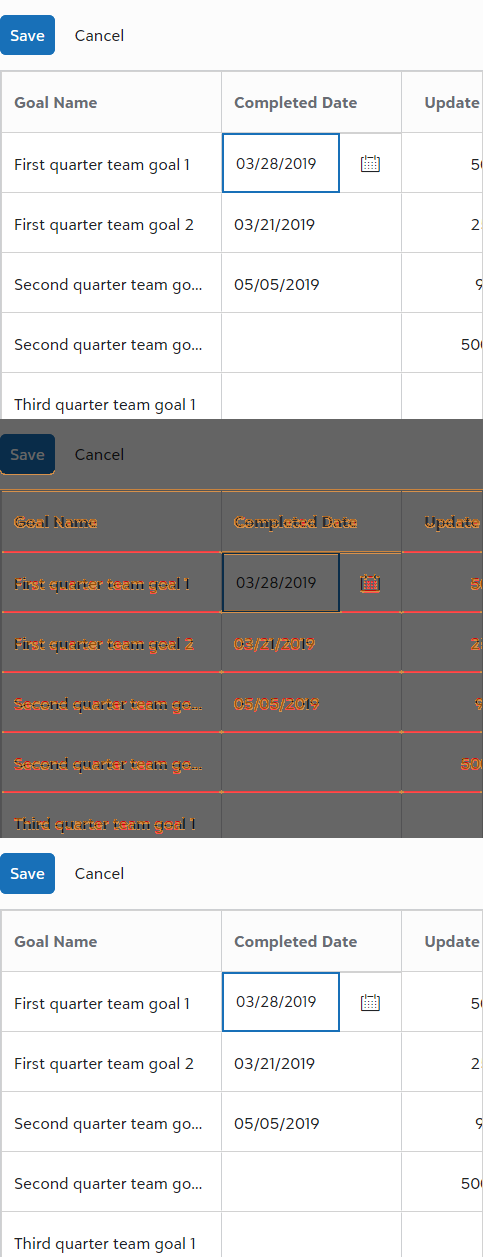 Save Cancel
Goal Name Completed Date Update
First quarter team goal 1 03/28/2019 50
First quarter team goal 2 03/21/2019 2
Second quarter team go... 05/05/2019 9
Second quarter team go... 500
Third quarter team goal 1
Save Cancel
Goal Name Completed Date Update
First quarter team goal 1 03/28/2019 50
First quarter team goal 2 03/21/2019 2
Second quarter team go... 05/05/2019 9
Second quarter team go... 500
Third quarter team goal 1
Save Cancel
Goal Name Completed Date Update
First quarter team goal 1 03/28/2019 50
First quarter team goal 2 03/21/2019 2
Second quarter team go... 05/05/2019 9
Second quarter team go... 500
Third quarter team goal 1